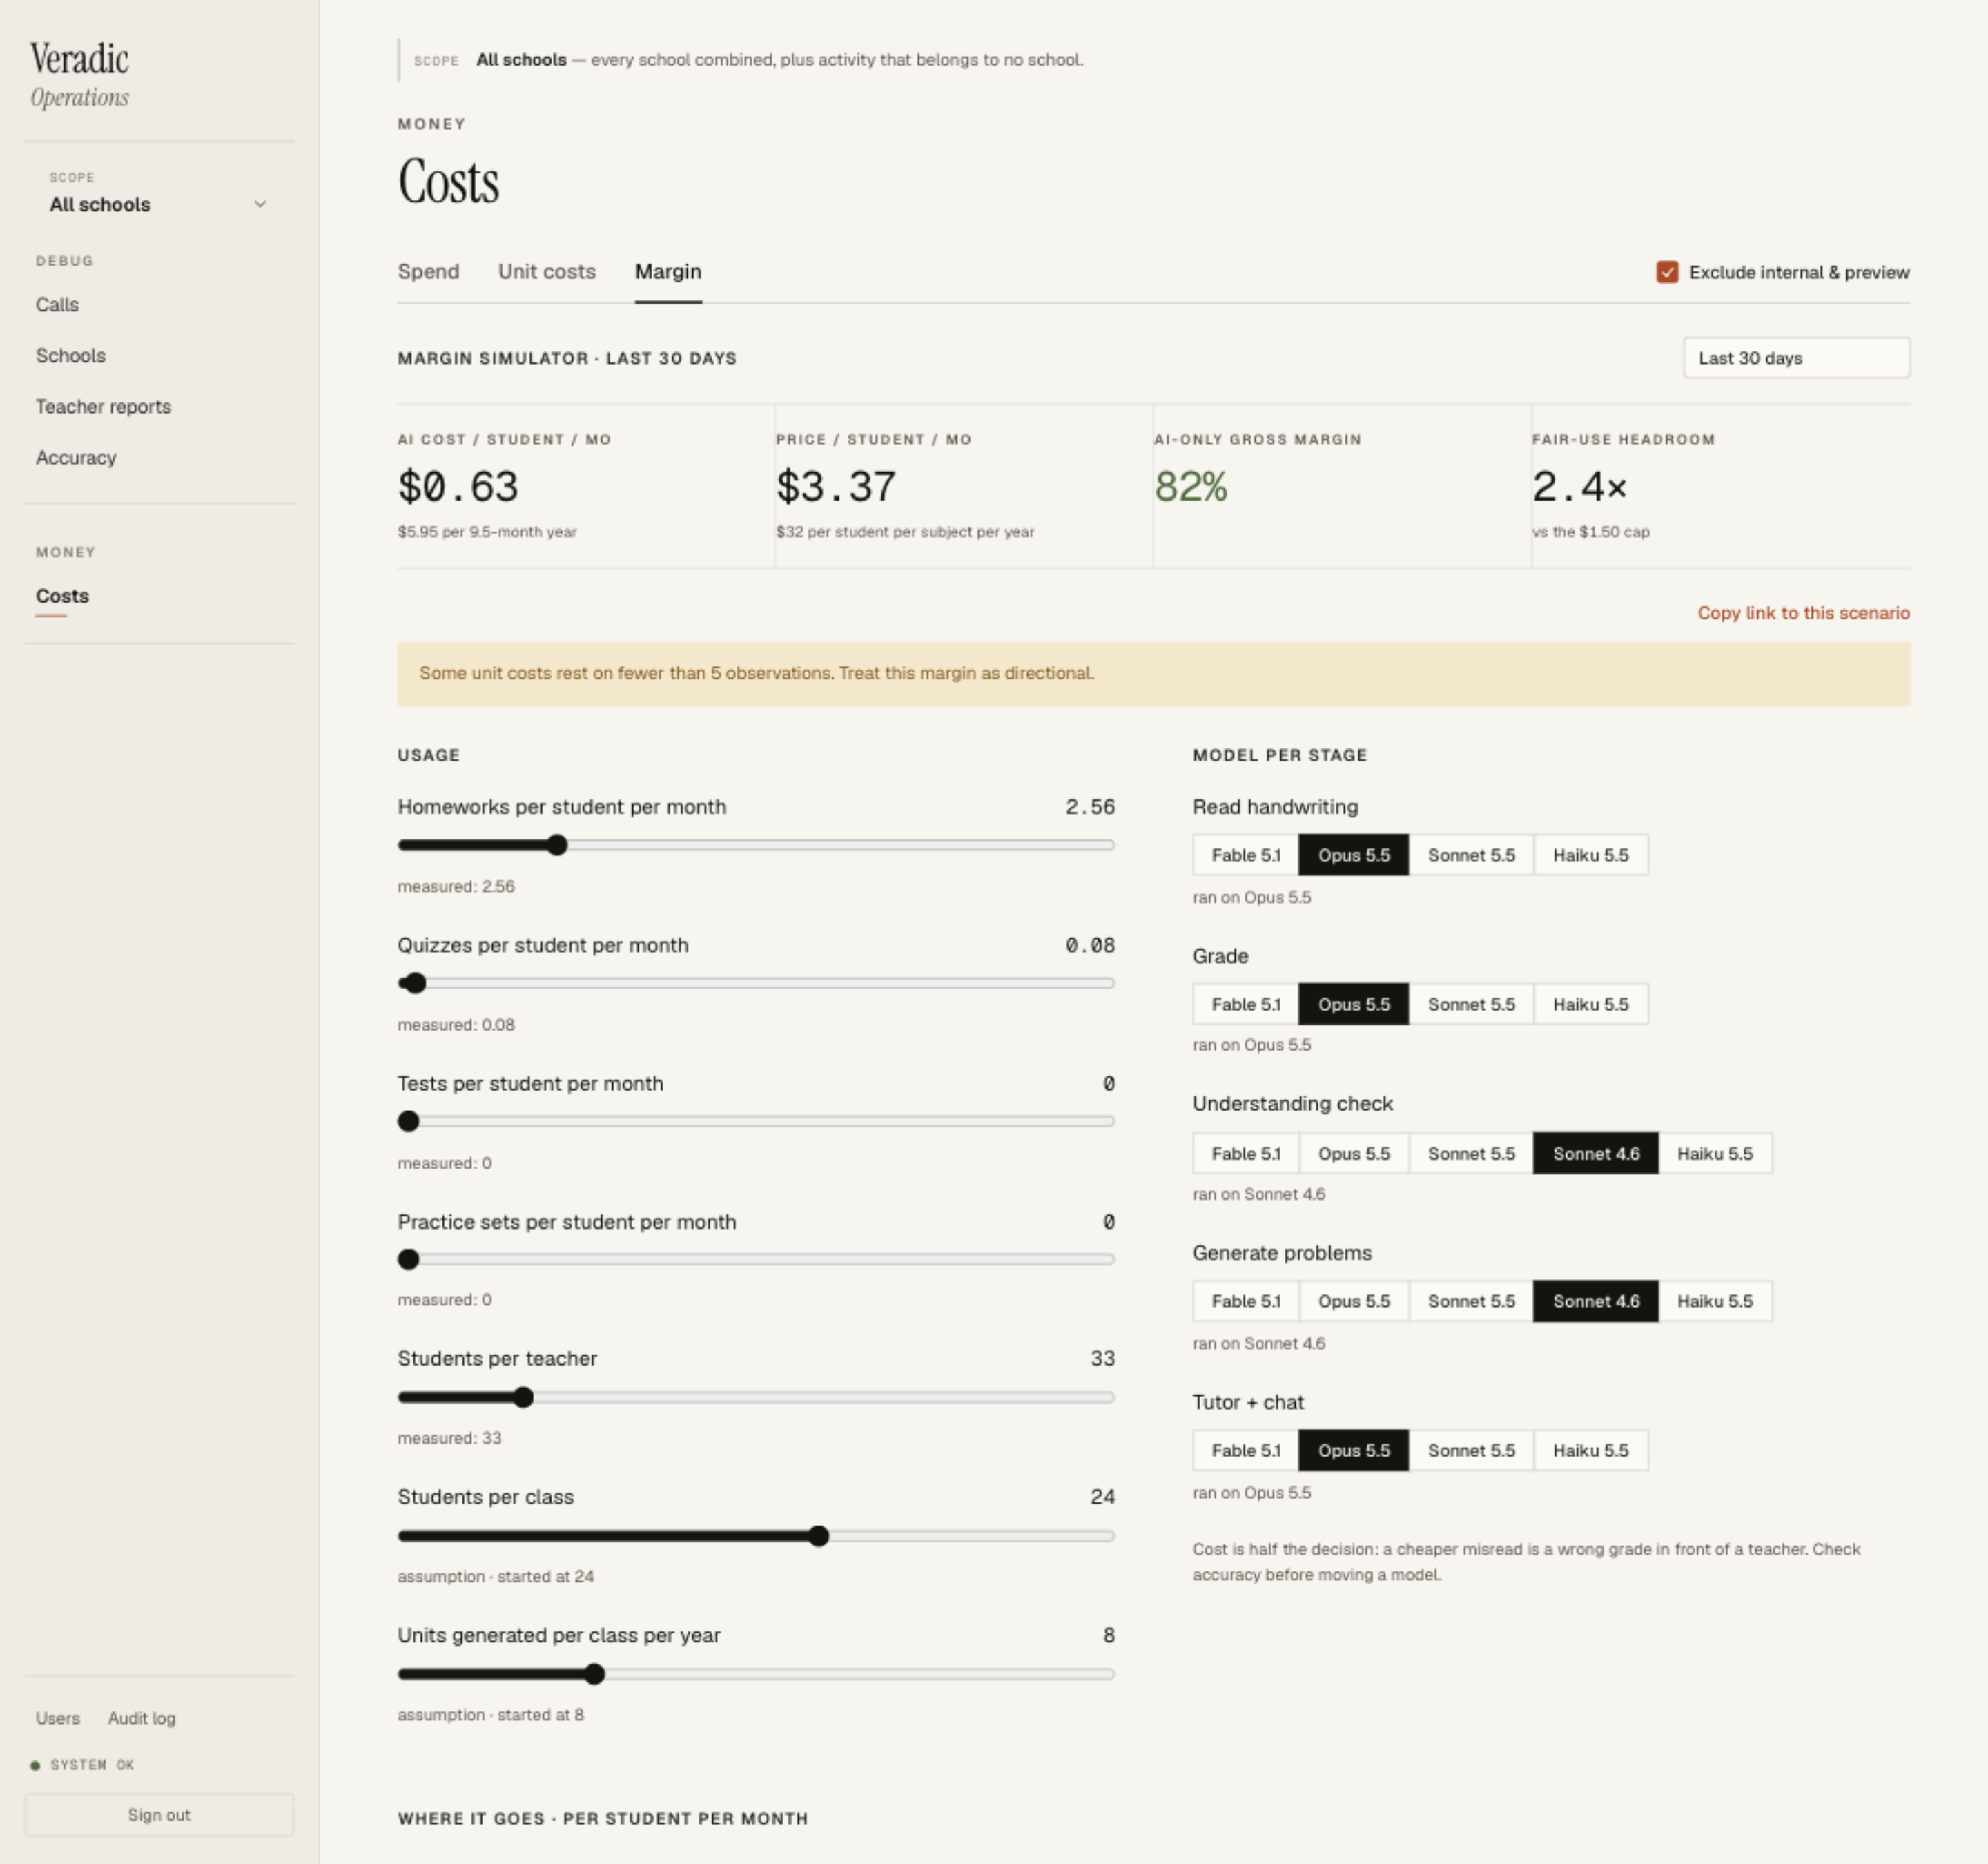 Veradic
Operations
SCOPE
All schools
DEBUG
Calls
Schools
Teacher reports
Accuracy
MONEY
Costs
Users Audit log
SYSTEM OK
Sign out
SCOPE All schools — every school combined, plus activity that belongs to no school.
MONEY
Costs
Spend Unit costs Margin
Exclude internal & preview
MARGIN SIMULATOR · LAST 30 DAYS
Last 30 days
AI COST / STUDENT / MO
$0.63
$5.95 per 9.5-month year
PRICE / STUDENT / MO
$3.37
$32 per student per subject per year
AI-ONLY GROSS MARGIN
82%
FAIR-USE HEADROOM
2.4×
vs the $1.50 cap
Copy link to this scenario
Some unit costs rest on fewer than 5 observations. Treat this margin as directional.
USAGE
Homeworks per student per month 2.56
measured: 2.56
Quizzes per student per month 0.08
measured: 0.08
Tests per student per month 0
measured: 0
Practice sets per student per month 0
measured: 0
Students per teacher 33
measured: 33
Students per class 24
assumption · started at 24
Units generated per class per year 8
assumption · started at 8
MODEL PER STAGE
Read handwriting
Fable 5.1 Opus 5.5 Sonnet 5.5 Haiku 5.5
ran on Opus 5.5
Grade
Fable 5.1 Opus 5.5 Sonnet 5.5 Haiku 5.5
ran on Opus 5.5
Understanding check
Fable 5.1 Opus 5.5 Sonnet 5.5 Sonnet 4.6 Haiku 5.5
ran on Sonnet 4.6
Generate problems
Fable 5.1 Opus 5.5 Sonnet 5.5 Sonnet 4.6 Haiku 5.5
ran on Sonnet 4.6
Tutor + chat
Fable 5.1 Opus 5.5 Sonnet 5.5 Haiku 5.5
ran on Opus 5.5
Cost is half the decision: a cheaper misread is a wrong grade in front of a teacher. Check
accuracy before moving a model.
WHERE IT GOES · PER STUDENT PER MONTH